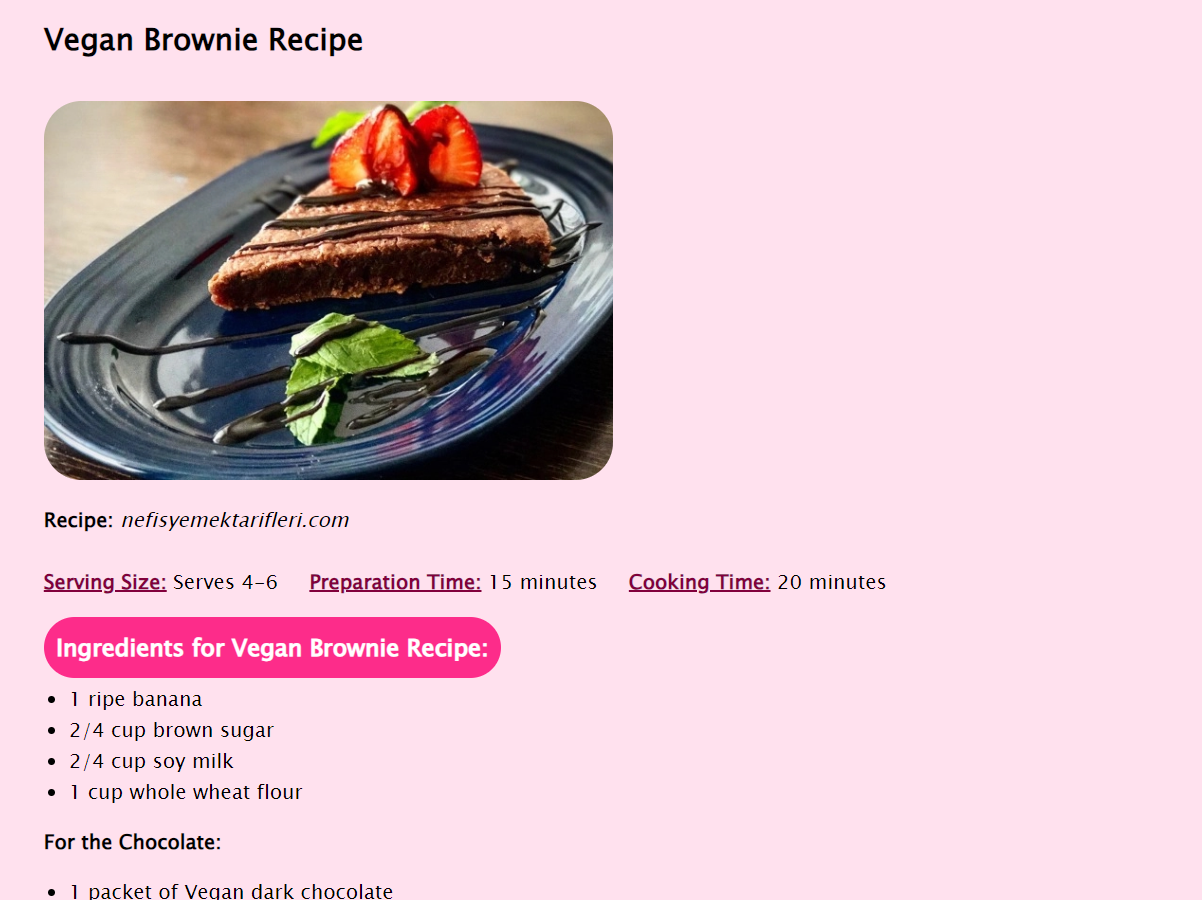 Vegan Brownie Recipe
Recipe: nefisyemektarifleri.com
Serving Size: Serves 4-6 Preparation Time: 15 minutes Cooking Time: 20 minutes
Ingredients for Vegan Brownie Recipe:
• 1 ripe banana
• 2/4 cup brown sugar
• 2/4 cup soy milk
• 1 cup whole wheat flour
For the Chocolate:
• 1 packet of Vegan dark chocolate